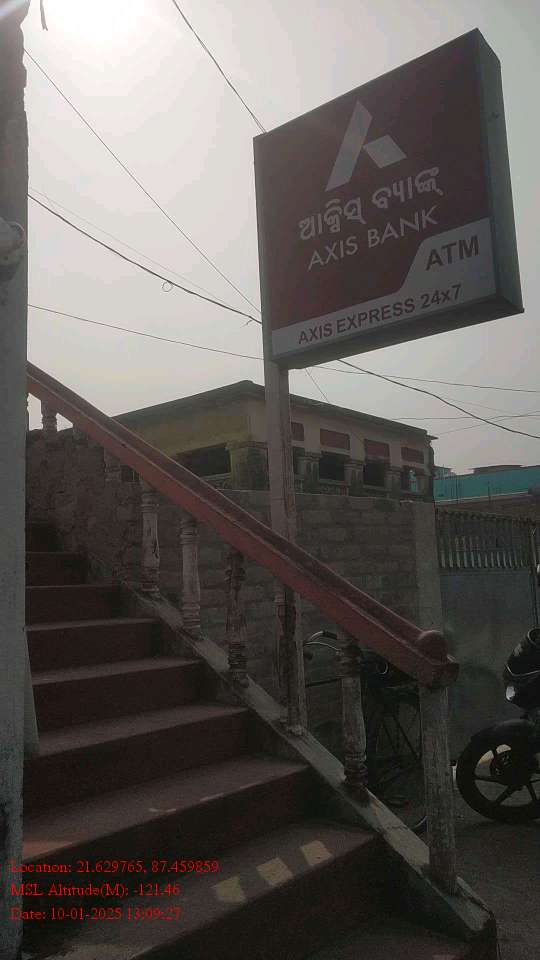 ଆକ୍ସିସ୍ ବ୍ୟାଙ୍କ୍
AXIS BANK
ATM
AXIS EXPRESS 24x7
Location: 21.629765, 87.459859
MSL Altitude(M): -121.46
Date: 10-01-2025 13:09:27